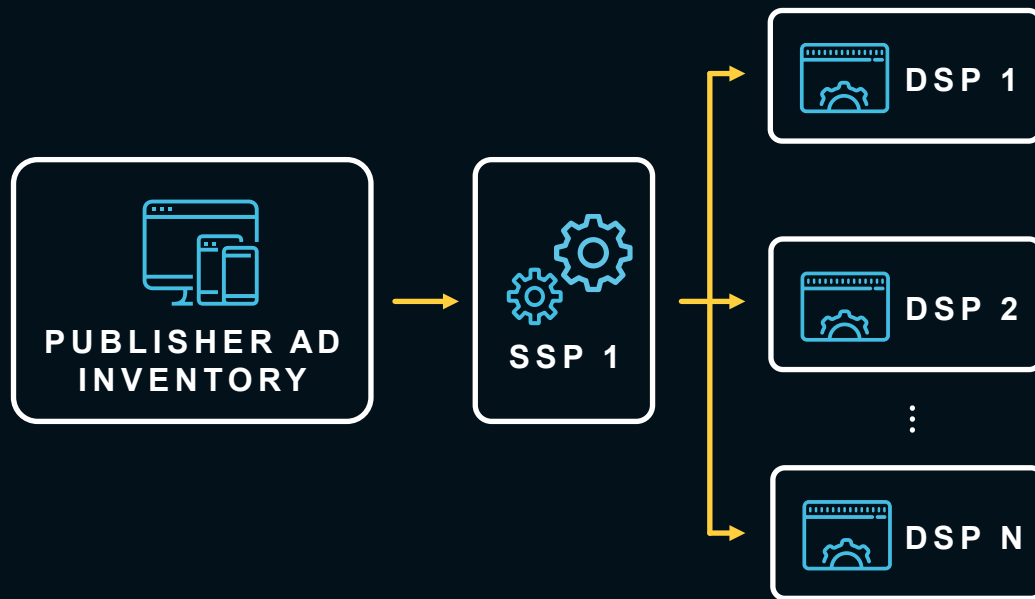 PUBLISHER AD
INVENTORY
SSP 1
DSP 1
DSP 2
⋮
DSP N